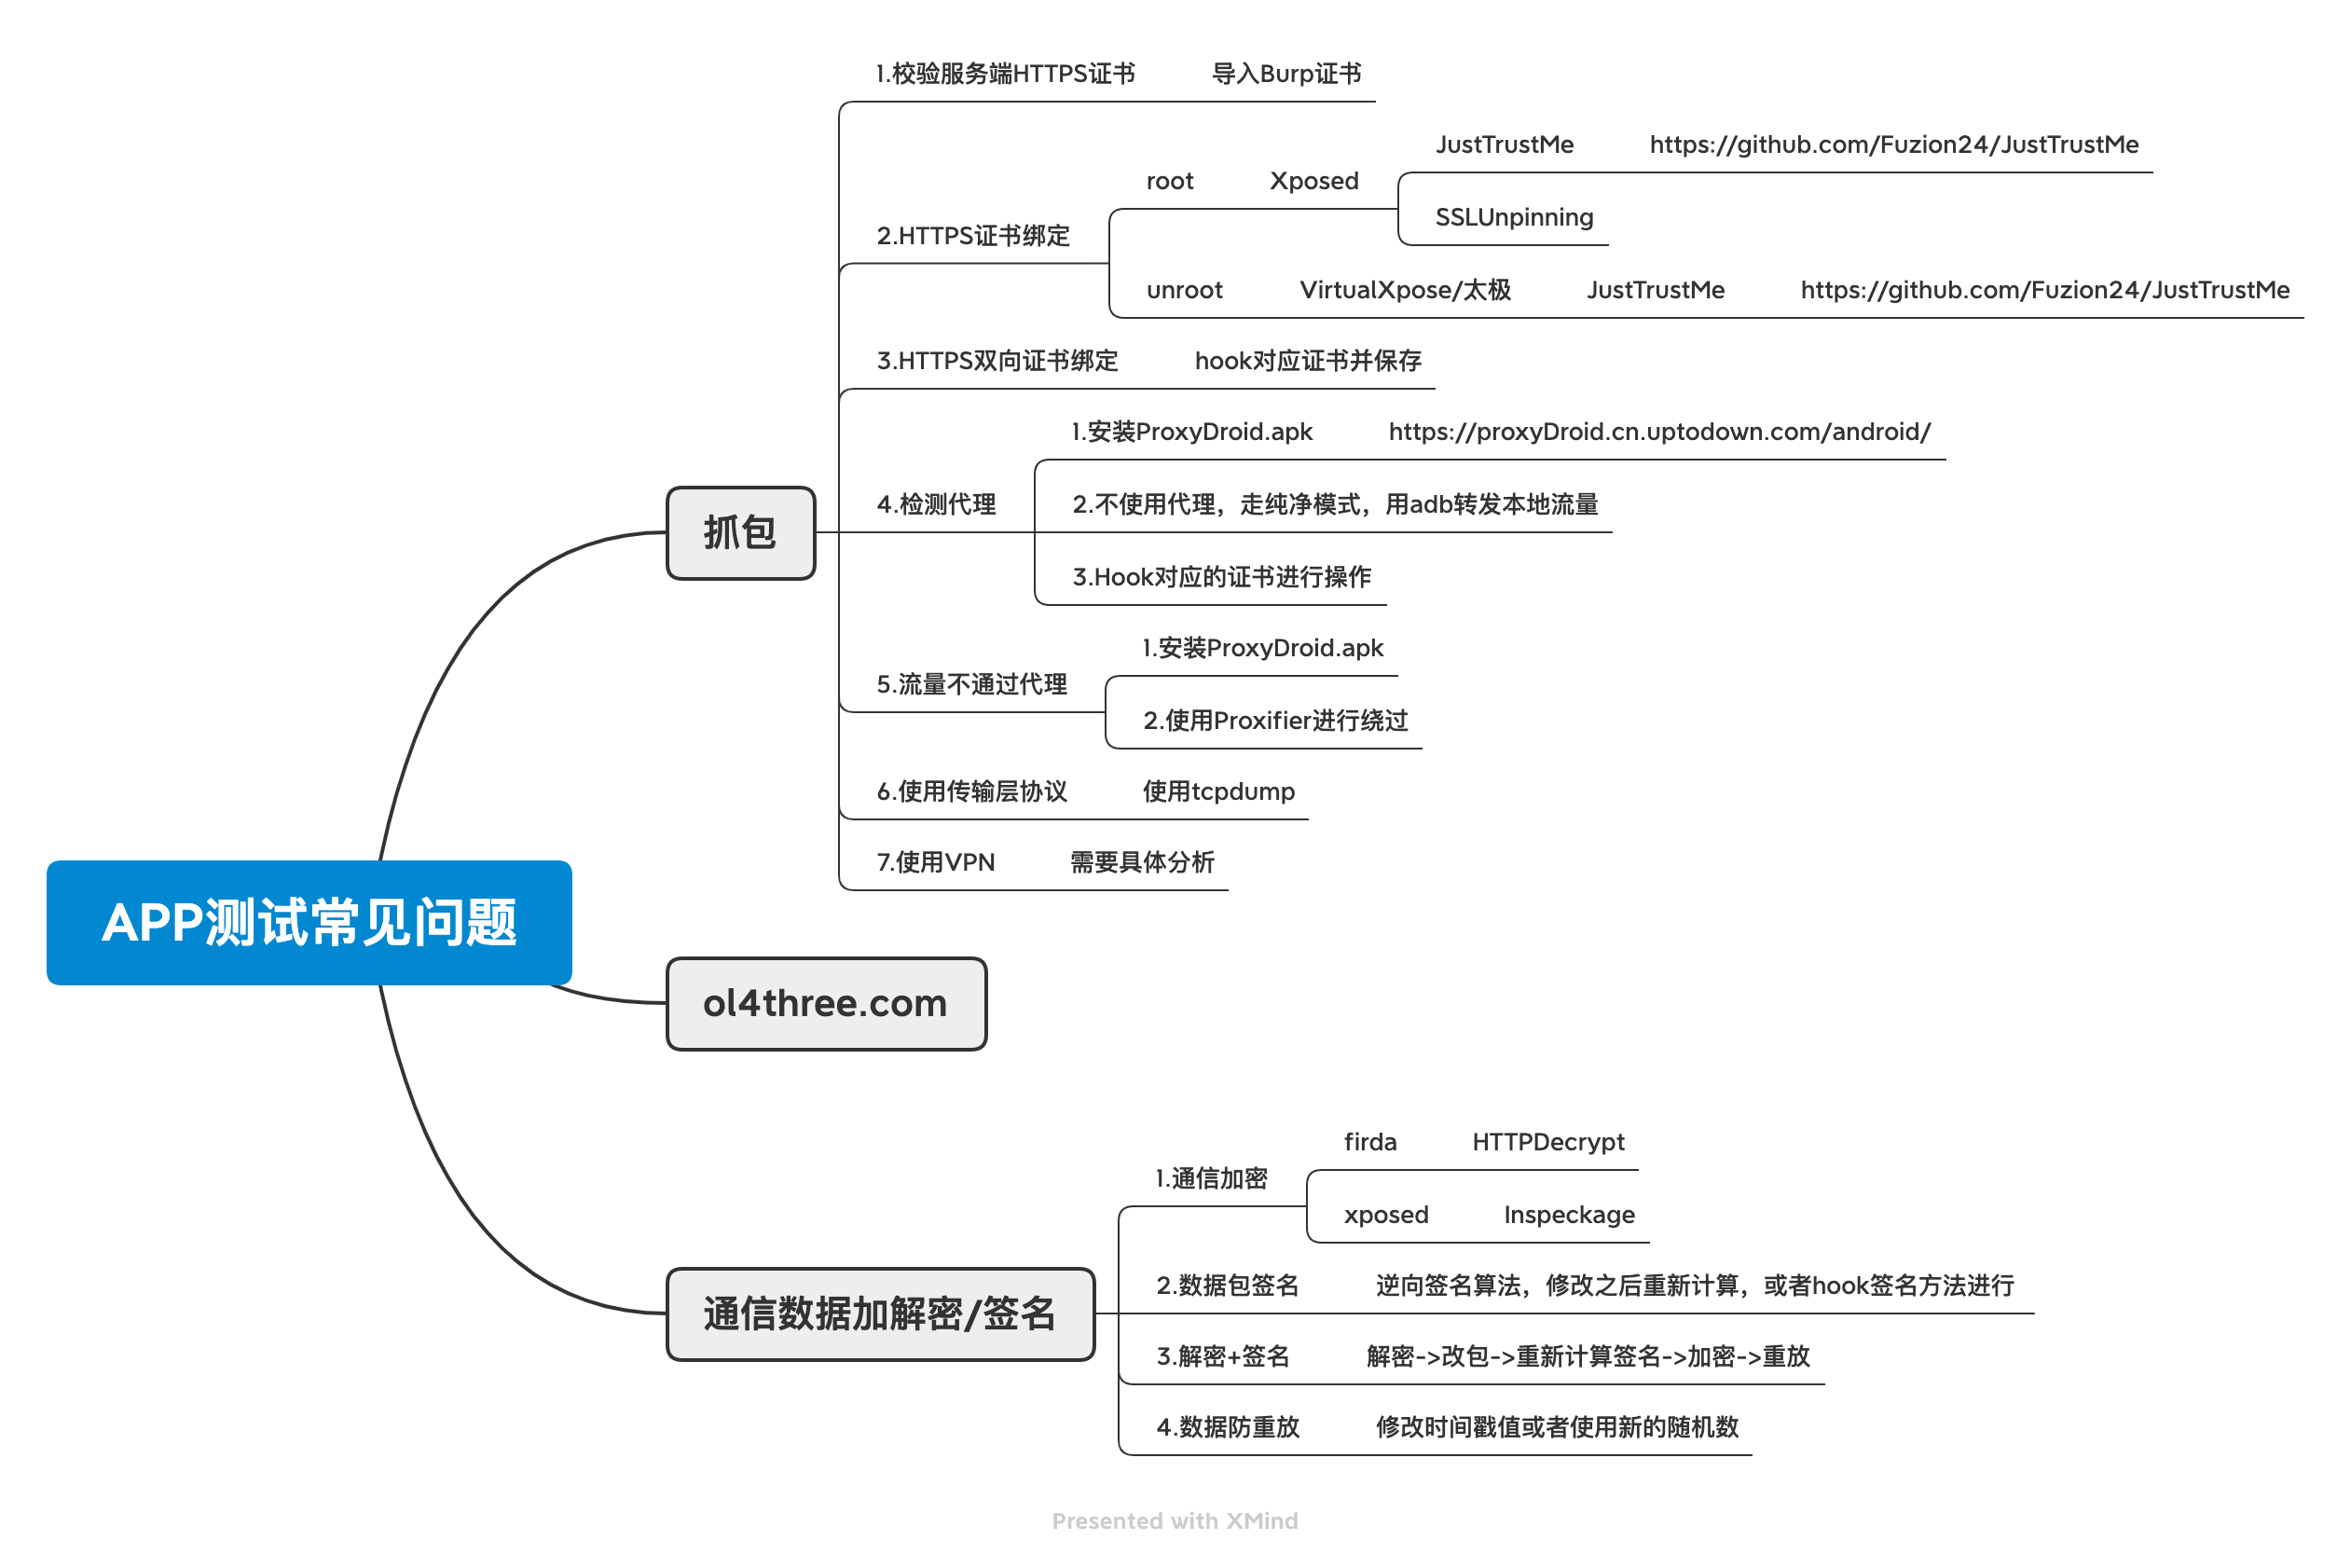 1.校验服务端HTTPS证书 导入Burp证书
JustTrustMe https://github.com/Fuzion24/JustTrustMe
root Xposed
SSLUnpinning
2.HTTPS证书绑定
unroot VirtualXpose/太极 JustTrustMe https://github.com/Fuzion24/JustTrustMe
3.HTTPS双向证书绑定 hook对应证书并保存
1.安装ProxyDroid.apk https://proxyDroid.cn.uptodown.com/android/
4.检测代理 2.不使用代理，走纯净模式，用adb转发本地流量
抓包
3.Hook对应的证书进行操作
1.安装ProxyDroid.apk
5.流量不通过代理
2.使用Proxifier进行绕过
6.使用传输层协议 使用tcpdump
7.使用VPN 需要具体分析
APP测试常见问题
ol4three.com
firda HTTPDecrypt
1.通信加密
xposed Inspeckage
2.数据包签名 逆向签名算法，修改之后重新计算，或者hook签名方法进行
通信数据加解密/签名
3.解密+签名 解密->改包->重新计算签名->加密->重放
4.数据防重放 修改时间戳值或者使用新的随机数
Presented with XMind